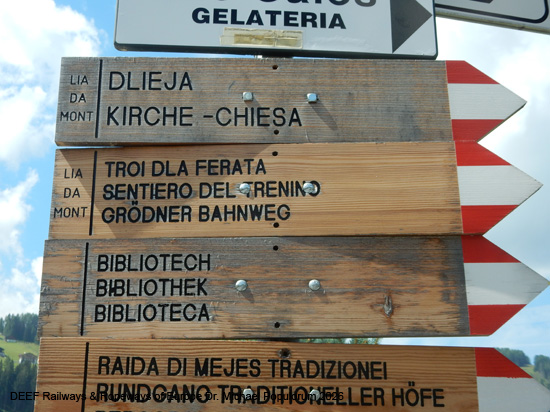 GELATERIA
LIA
DA
MONT
DLIEJA
KIRCHE - CHIESA
LIA
DA
MONT
TROI DLA FERATA
SENTIERO DEL TRENINO
GRÖDNER BAHNWEG
BIBLIOTECH
BIBLIOTHEK
BIBLIOTECA
RAIDA DI MEJES TRADIZIONEI
RUNDGANG TRADITIONELLER HÖFE
DEEF Railways & Ropeways of Europe Dr. Michael Populorum 2026